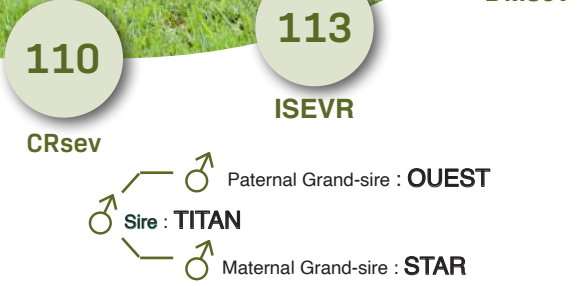 113
110
ISEVR
CRsev
Paternal Grand-sire : OUEST
Sire : TITAN
Maternal Grand-sire : STAR